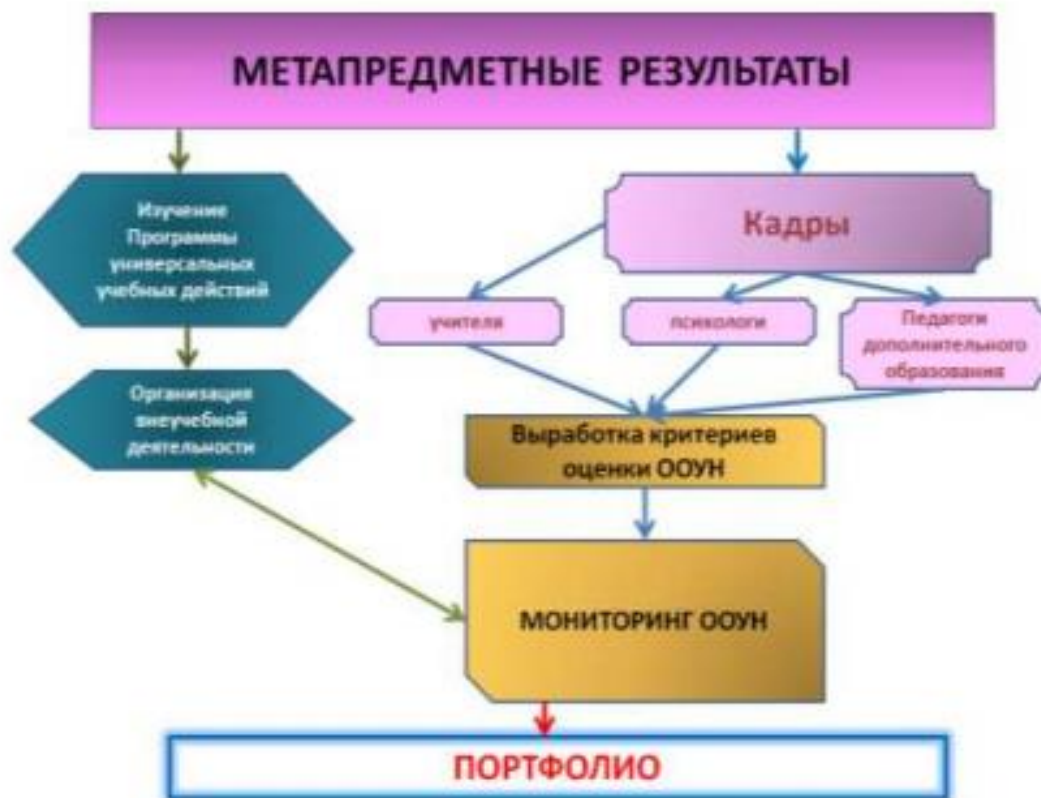 МЕТАПРЕДМЕТНЫЕ РЕЗУЛЬТАТЫ
Изучение
Программы
универсальных
учебных действий
Кадры
учителя
психологи
Педагоги
дополнительного
образования
Организация
внеучебной
деятельности
Выработка критериев
оценки ООУН
МОНИТОРИНГ ООУН
ПОРТФОЛИО